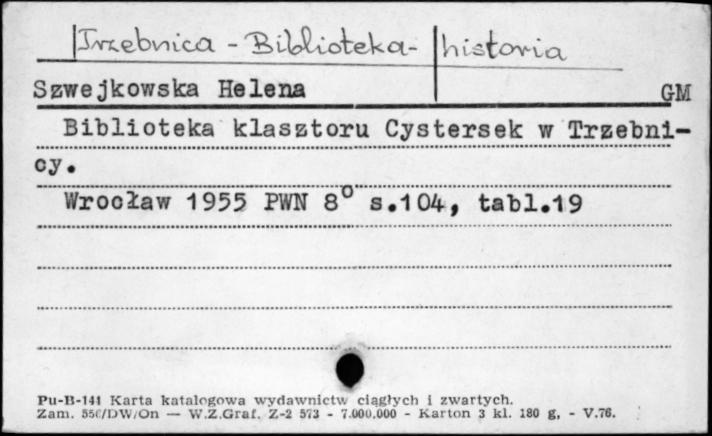 Trzebnica - Biblioteka - historia
Szwejkowska Helena GM
Biblioteka klasztoru Cystersek w Trzebni-
cy.
Wrocław 1955 PWN 8° s.104, tabl.19
Pu-B-141 Karta katalogowa wydawnictw ciągłych i zwartych.
Zam. 556/DW/On — W.Z.Graf. Z-2 573 - 7.000.000 - Karton 3 kl. 180 g, - V.76.